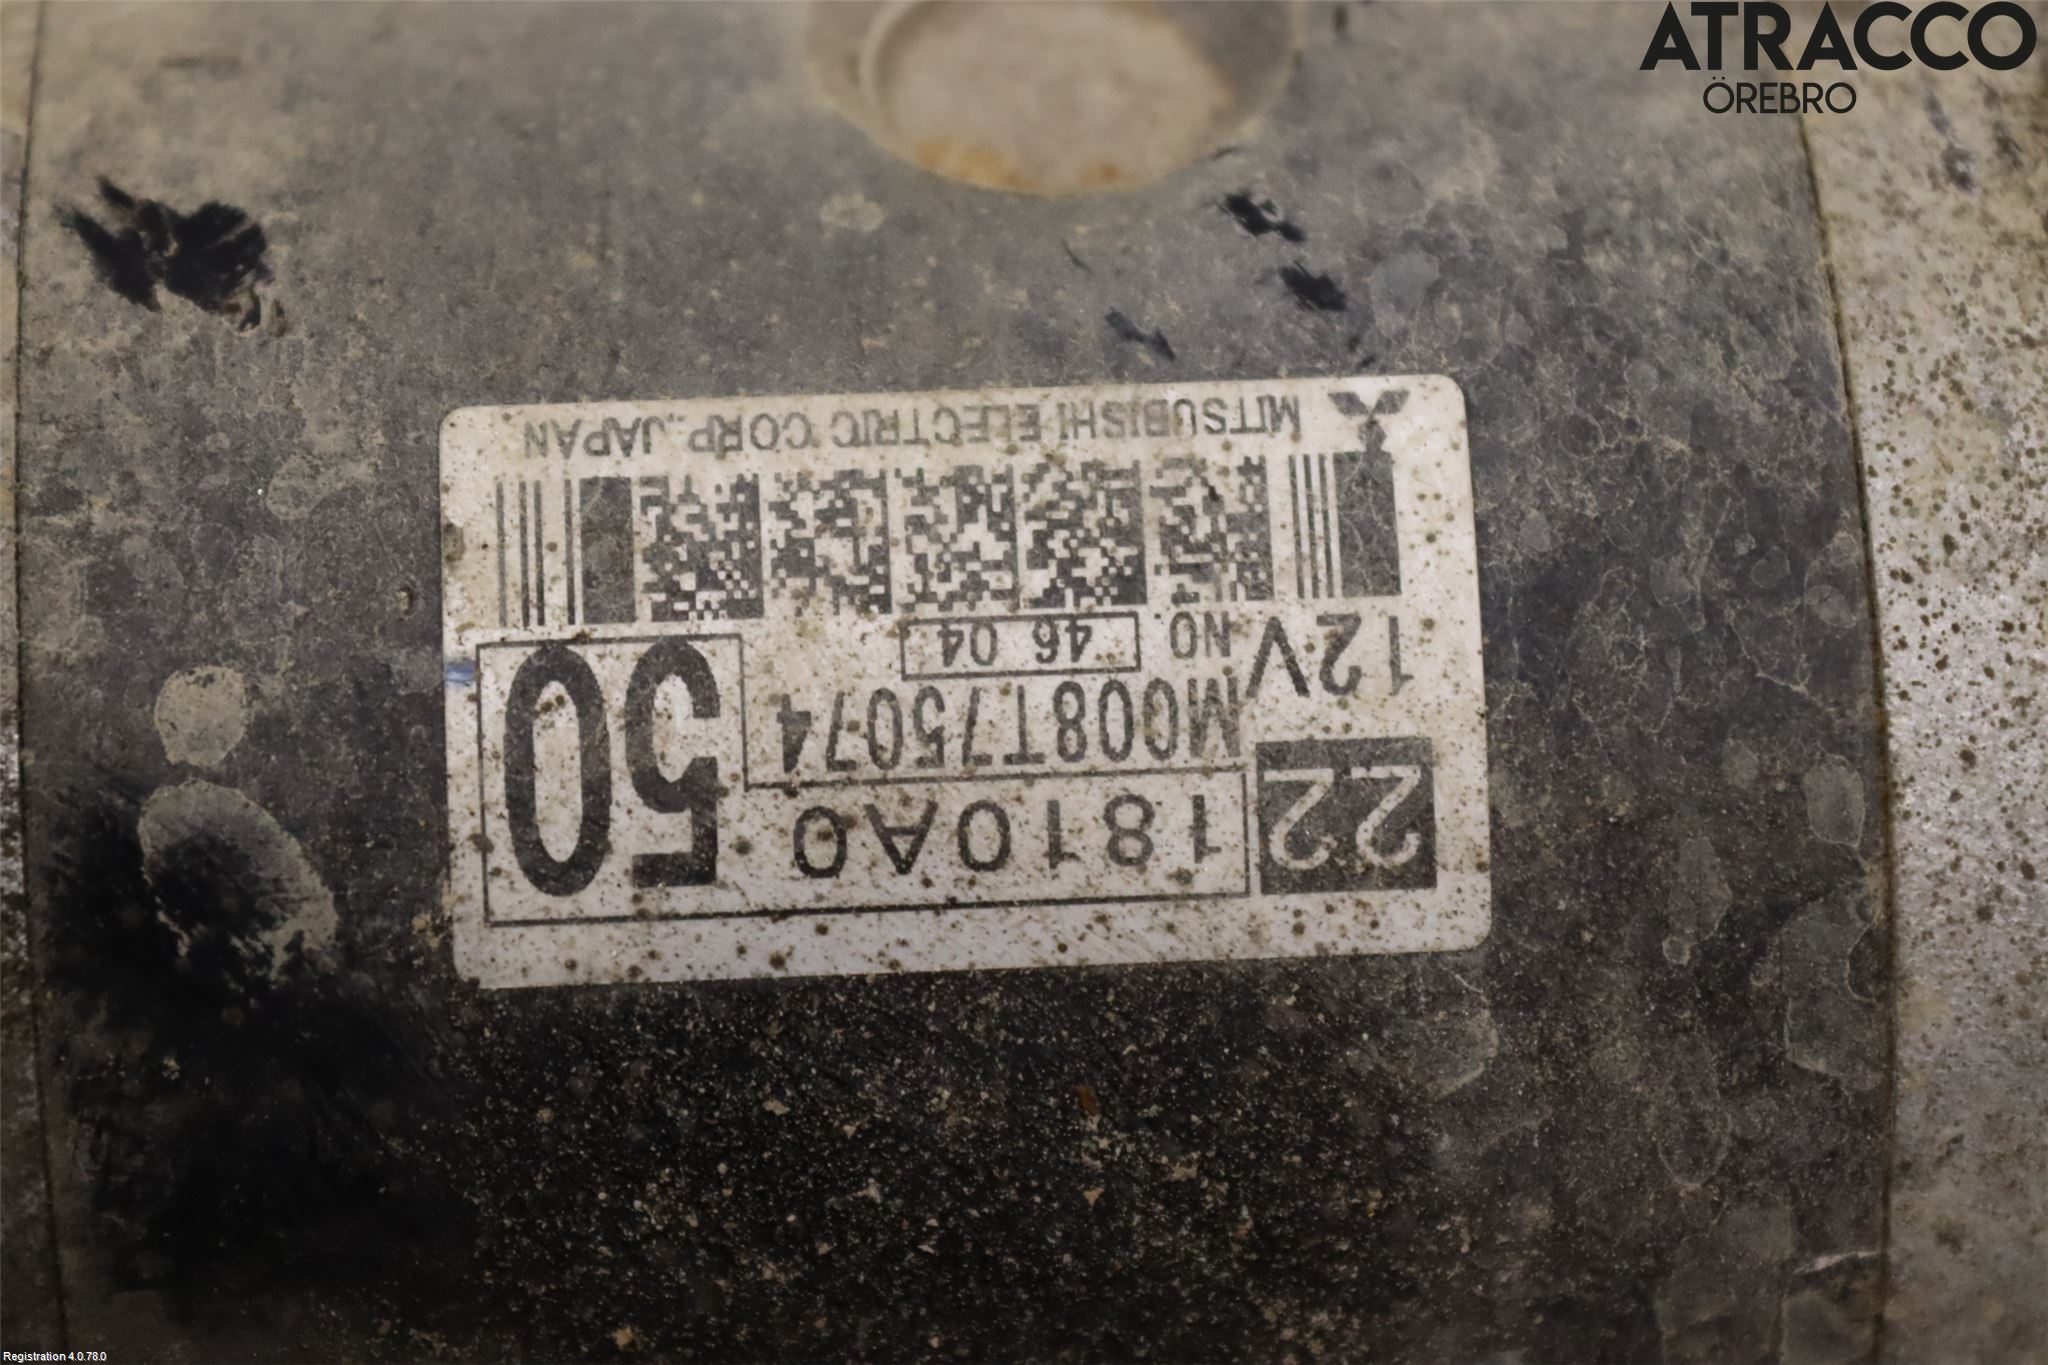 ATRACCO
ÖREBRO
22 1810A0 50
M008T75074
12V NO. 46 04
MITSUBISHI ELECTRIC CORP. JAPAN
Registration 4.0.78.0